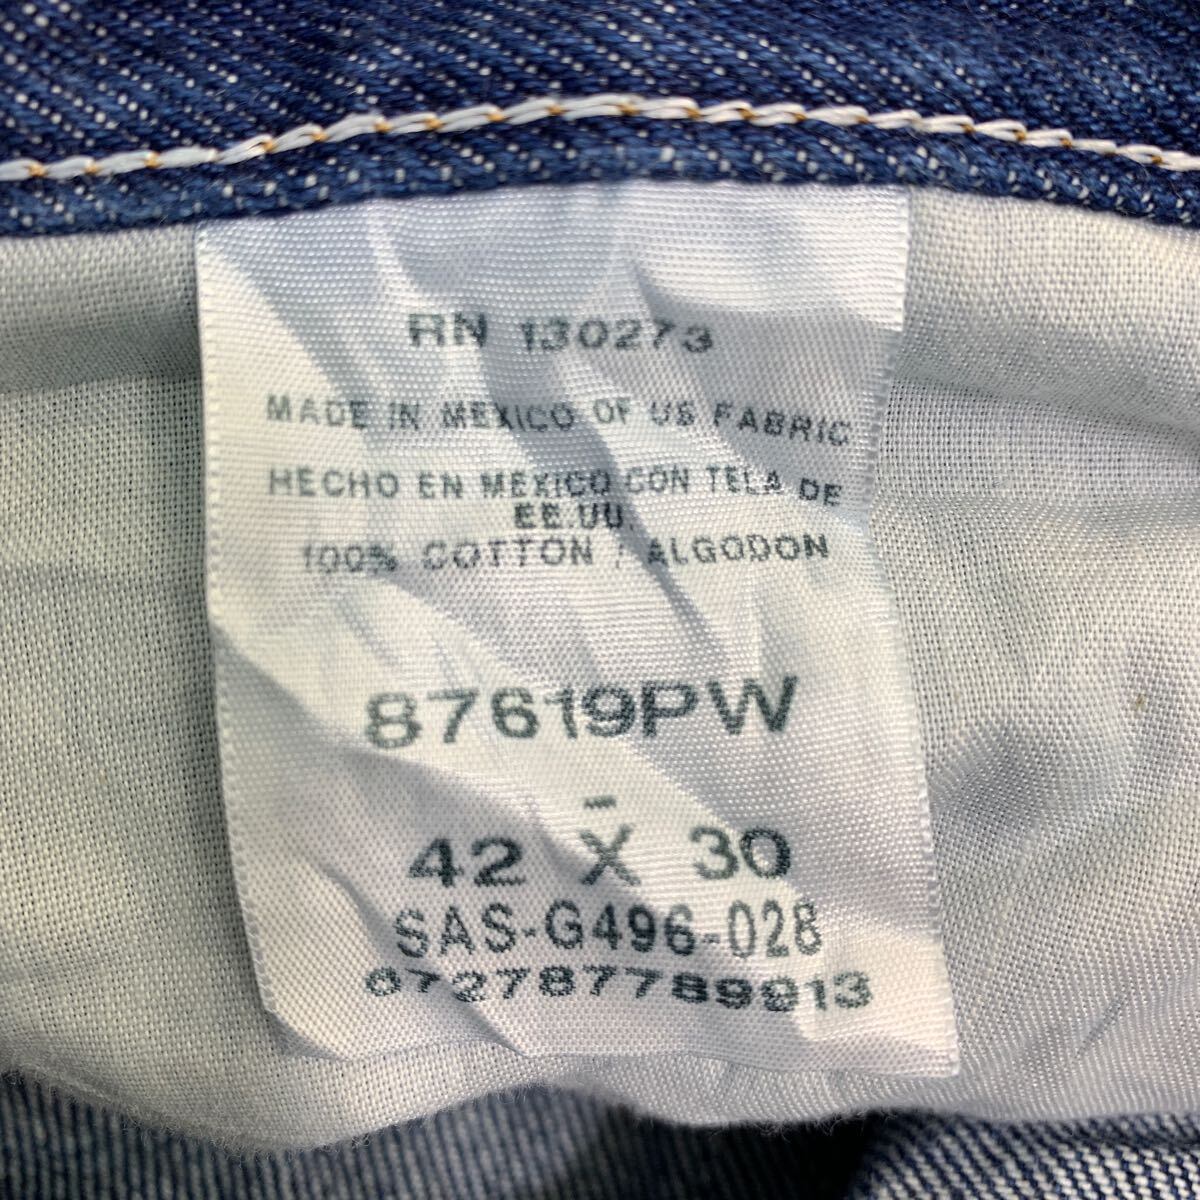 RN 130273
MADE IN MEXICO OF US FABRIC
HECHO EN MEXICO CON TELA DE
EE.UU
100% COTTON / ALGODON
87619PW
-
42 X 30
SAS-G496-028
672787789913